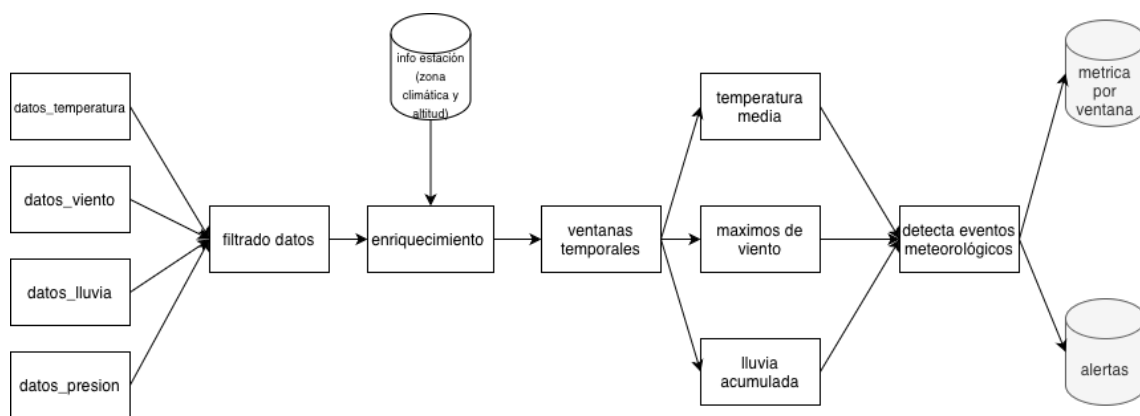 datos_temperatura
datos_viento
datos_lluvia
datos_presion
filtrado datos
info estación
(zona
climática y
altitud)
enriquecimiento
ventanas
temporales
temperatura
media
maximos de
viento
lluvia
acumulada
detecta eventos
meteorológicos
metrica
por
ventana
alertas